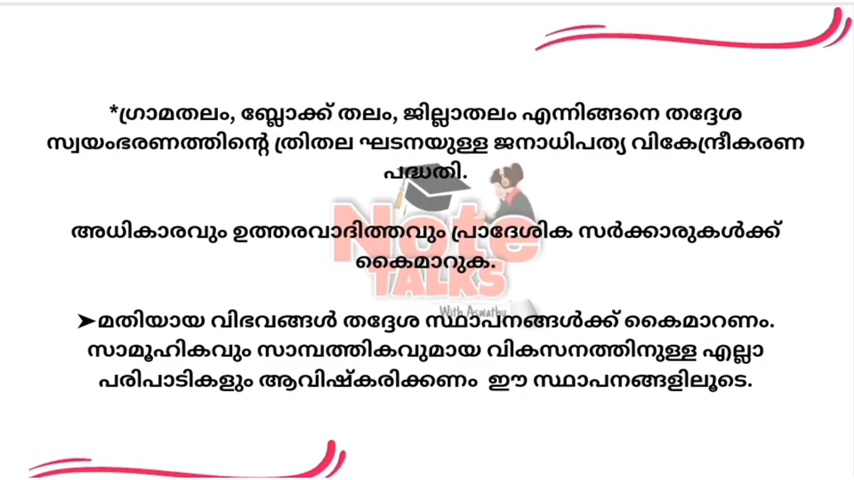 *ഗ്രാമതലം, ബ്ലോക്ക് തലം, ജില്ലാതലം എന്നിങ്ങനെ തദ്ദേശ
സ്വയംഭരണത്തിന്റെ ത്രിതല ഘടനയുള്ള ജനാധിപത്യ വികേന്ദ്രീകരണ
പദ്ധതി.
അധികാരവും ഉത്തരവാദിത്തവും പ്രാദേശിക സർക്കാരുകൾക്ക്
കൈമാറുക.
Note
TALKS
With Aswathy
➤മതിയായ വിഭവങ്ങൾ തദ്ദേശ സ്ഥാപനങ്ങൾക്ക് കൈമാറണം.
സാമൂഹികവും സാമ്പത്തികവുമായ വികസനത്തിനുള്ള എല്ലാ
പരിപാടികളും ആവിഷ്കരിക്കണം ഈ സ്ഥാപനങ്ങളിലൂടെ.